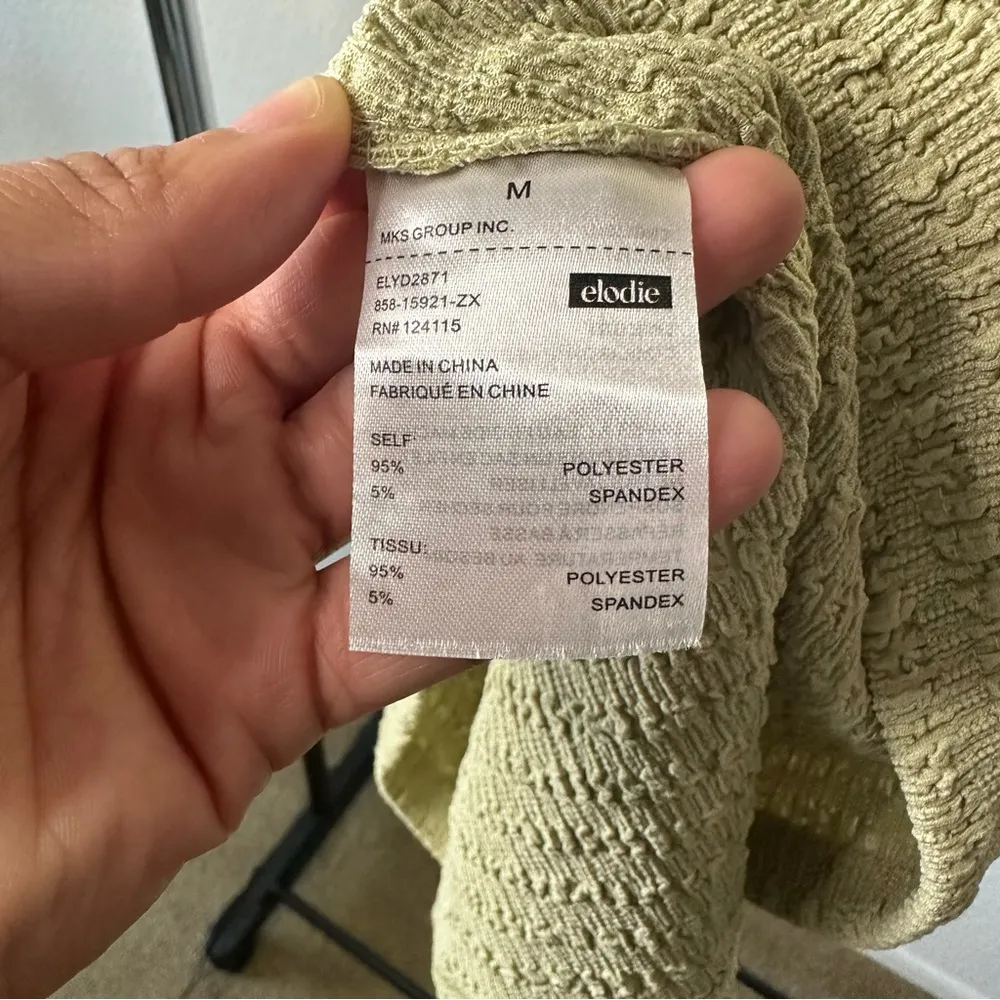 M
MKS GROUP INC.
ELYD2871
elodie
858-15921-ZX
RN# 124115
MADE IN CHINA
FABRIQUÉ EN CHINE
SELF
95% POLYESTER
5% SPANDEX
TISSU:
95% POLYESTER
5% SPANDEX